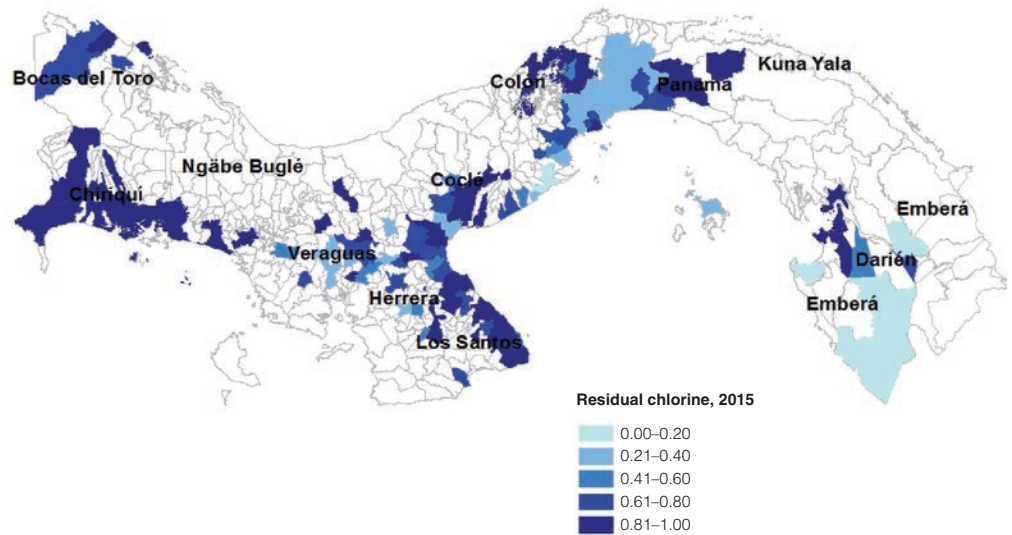 Kuna Yala
Bocas del Toro
Colón
Panama
Ngäbe Buglé
Coclé
Chiriquí
Emberá
Veraguas
Darién
Herrera
Emberá
Los Santos
Residual chlorine, 2015
0.00–0.20
0.21–0.40
0.41–0.60
0.61–0.80
0.81–1.00